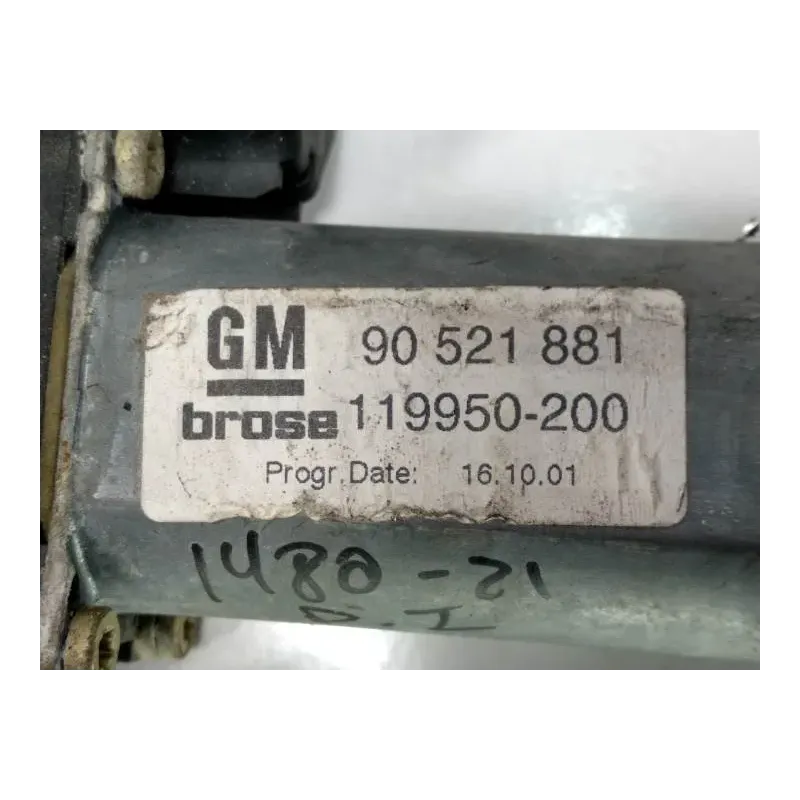 GM 90 521 881
brose 119950-200
Progr.Date: 16.10.01
1480-21
D.I